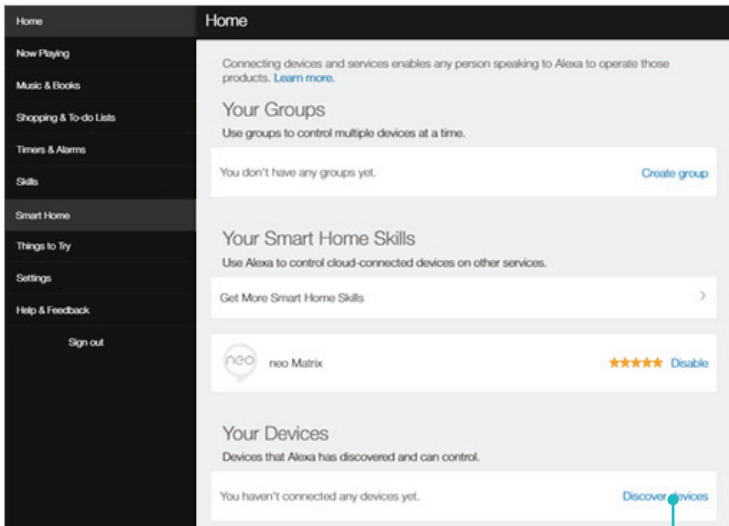 Home
Now Playing
Music & Books
Shopping & To-do Lists
Timers & Alarms
Skills
Smart Home
Things to Try
Settings
Help & Feedback
Sign out
Home
Connecting devices and services enables any person speaking to Alexa to operate those
products. Learn more.
Your Groups
Use groups to control multiple devices at a time.
You don't have any groups yet. Create group
Your Smart Home Skills
Use Alexa to control cloud-connected devices on other services.
Get More Smart Home Skills
neo neo Matrix Disable
Your Devices
Devices that Alexa has discovered and can control.
You haven't connected any devices yet. Discover devices